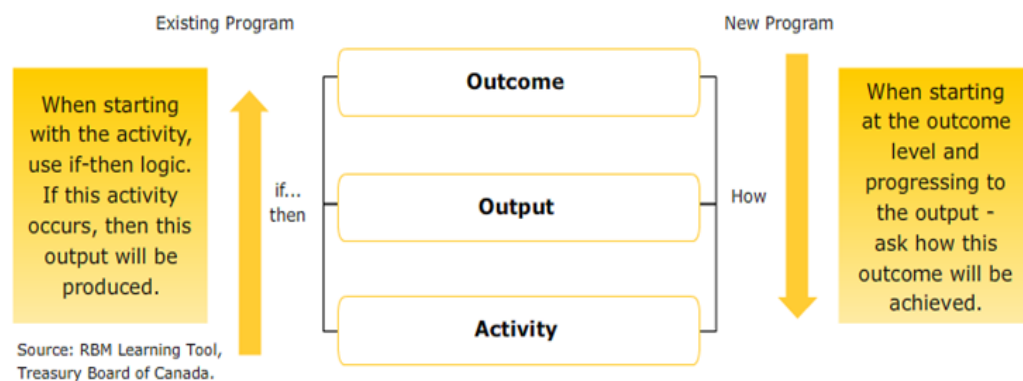 Existing Program
New Program
When starting
with the activity,
use if-then logic.
If this activity
occurs, then this
output will be
produced.
if...
then
Outcome
Output
Activity
How
When starting
at the outcome
level and
progressing to
the output -
ask how this
outcome will be
achieved.
Source: RBM Learning Tool,
Treasury Board of Canada.